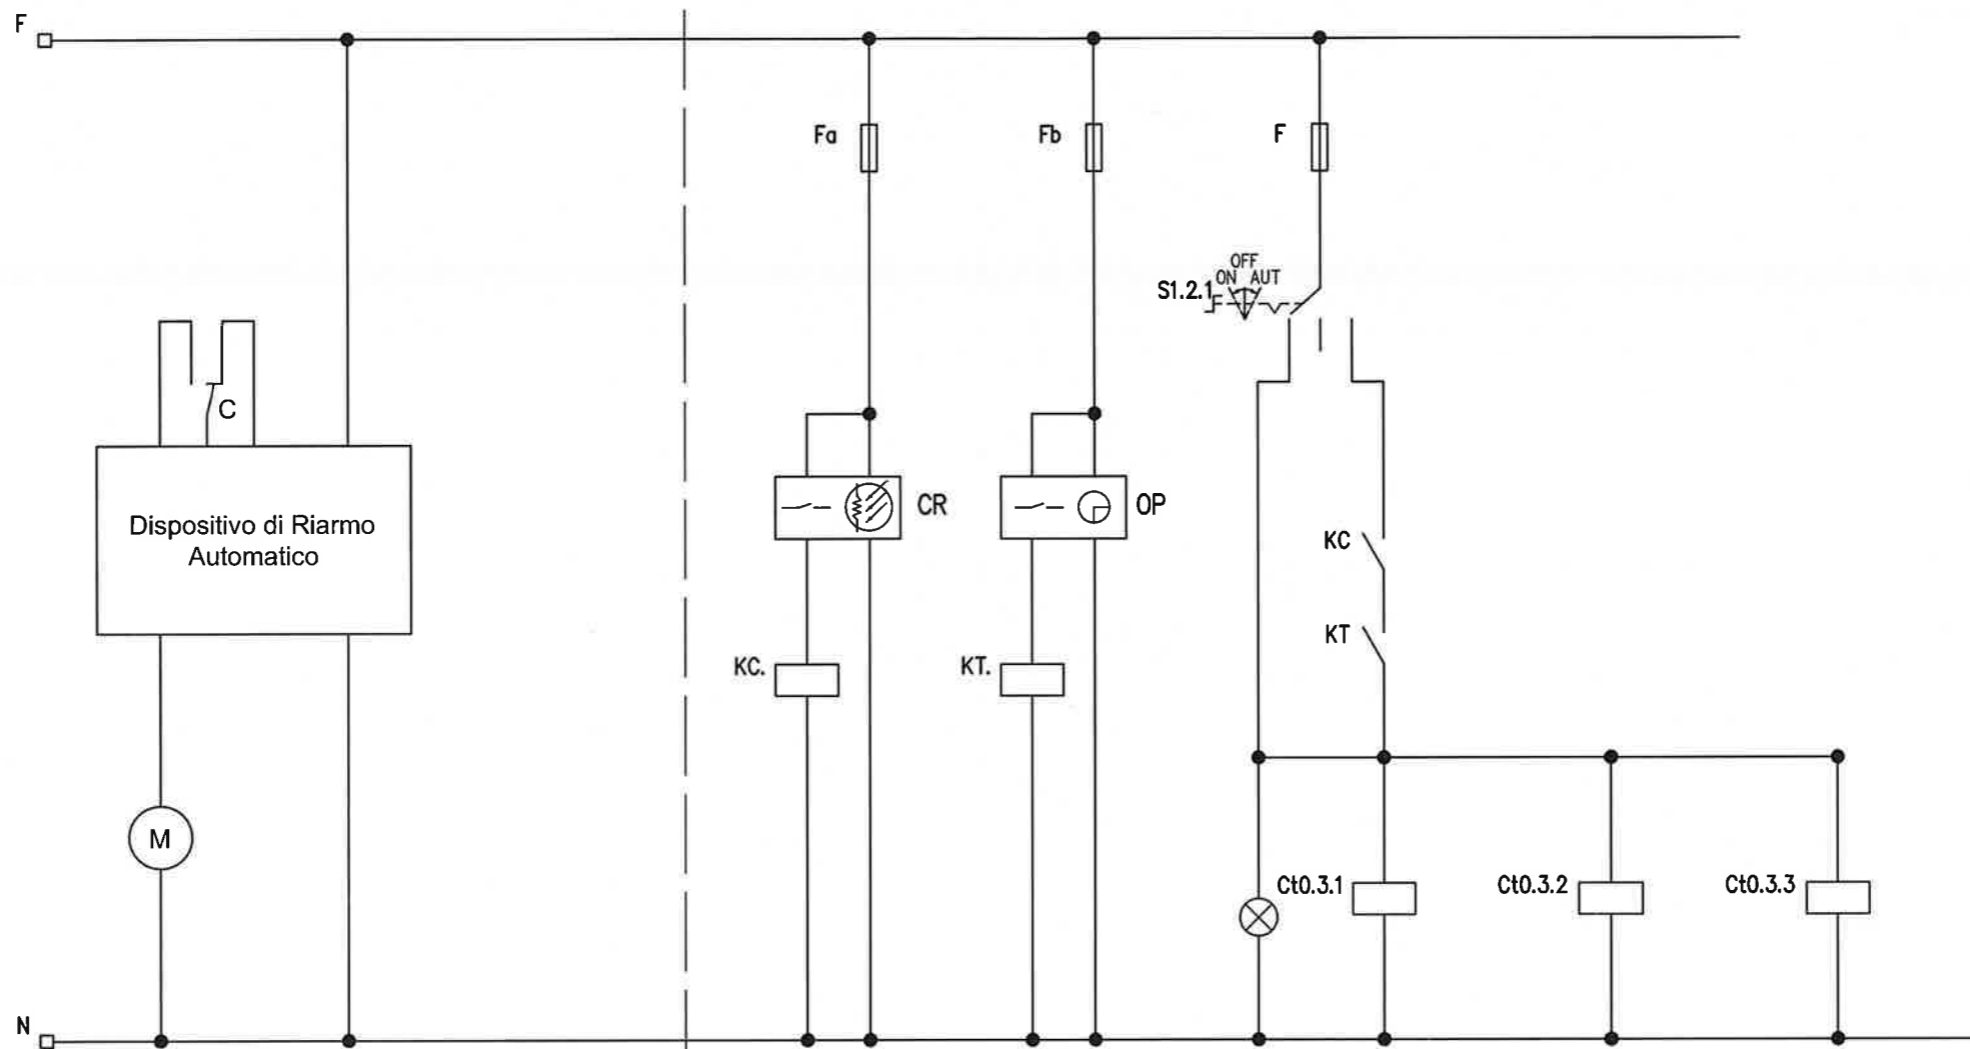 F
Fa
Fb
F
OFF
ON AUT
S1.2.1
C
Dispositivo di Riarmo
Automatico
CR
OP
KC
KT
KC.
KT.
M
Ct0.3.1
Ct0.3.2
Ct0.3.3
N